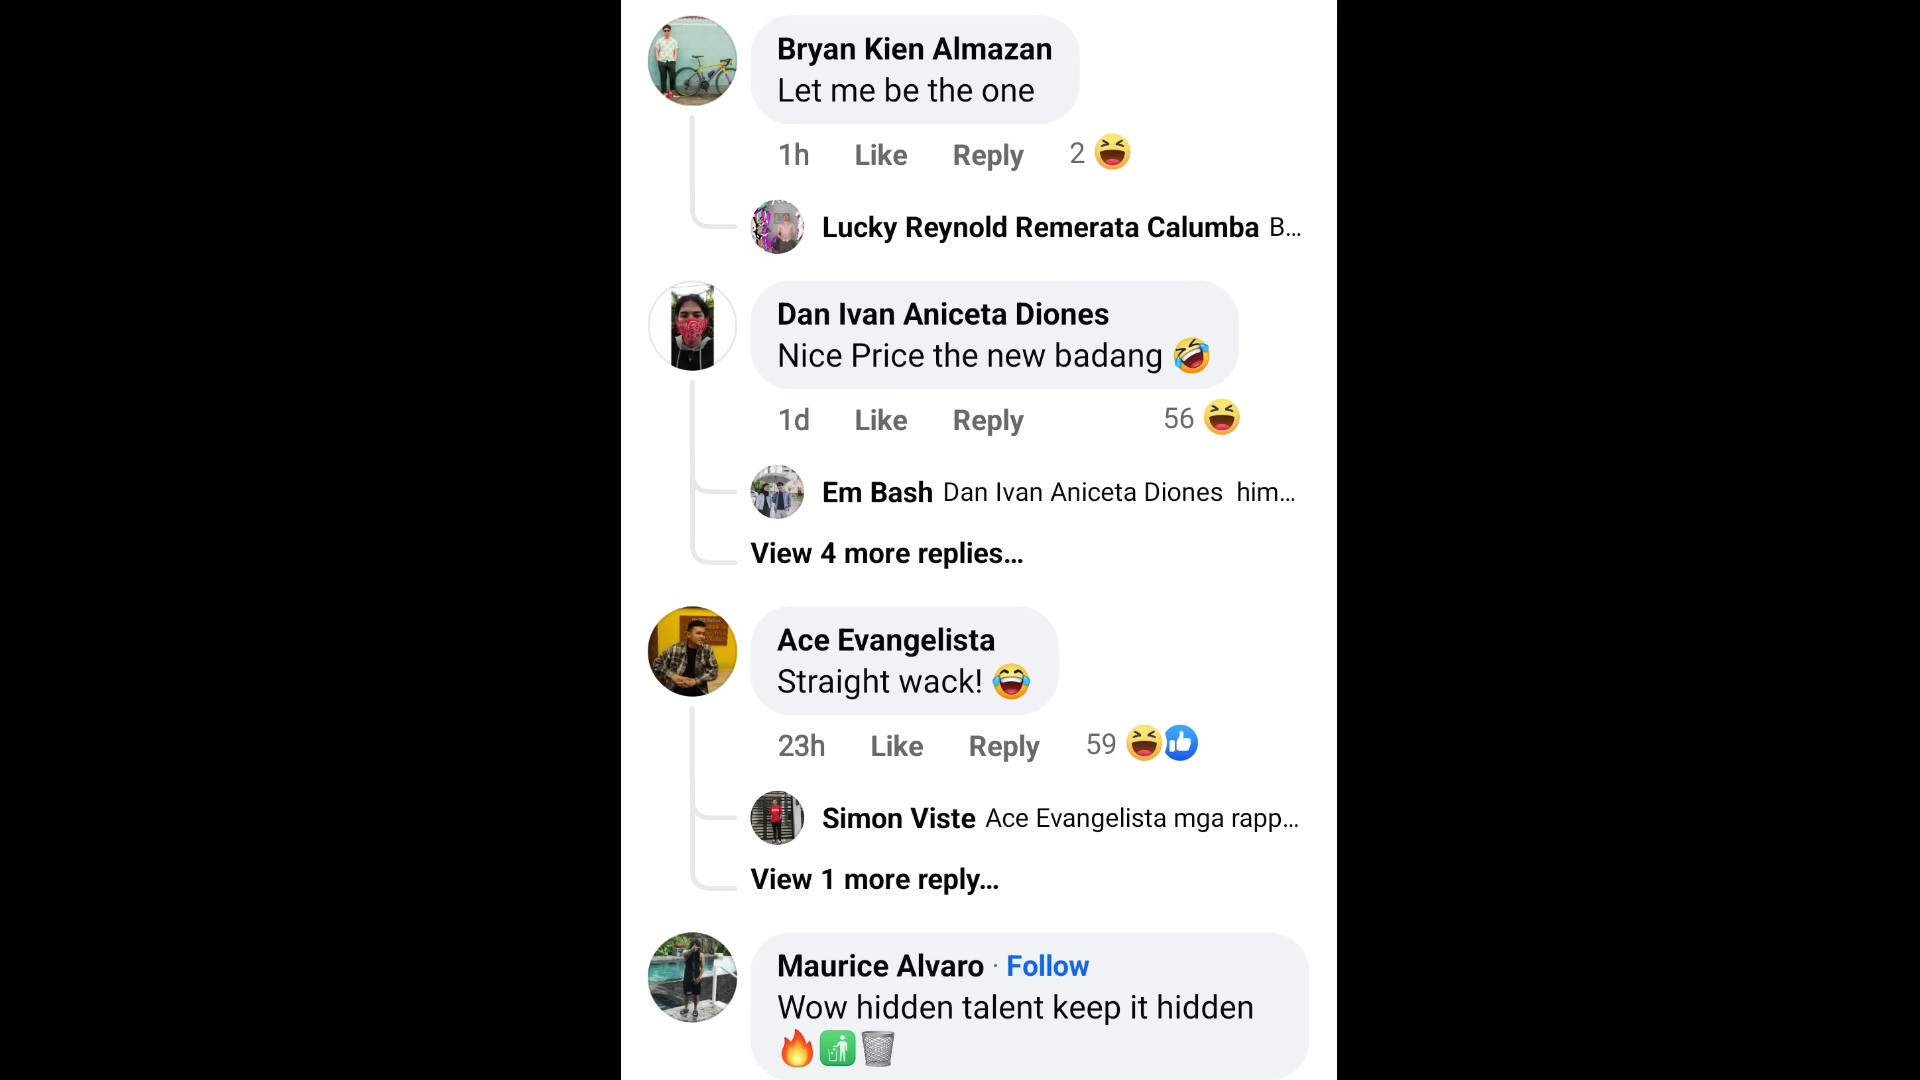 Bryan Kien Almazan
Let me be the one
1h Like Reply 2
Lucky Reynold Remerata Calumba B...
Dan Ivan Aniceta Diones
Nice Price the new badang 🤣
1d Like Reply 56
Em Bash Dan Ivan Aniceta Diones him...
View 4 more replies...
Ace Evangelista
Straight wack! 😂
23h Like Reply 59
Simon Viste Ace Evangelista mga rapp...
View 1 more reply...
Maurice Alvaro · Follow
Wow hidden talent keep it hidden
🔥🚮🗑️